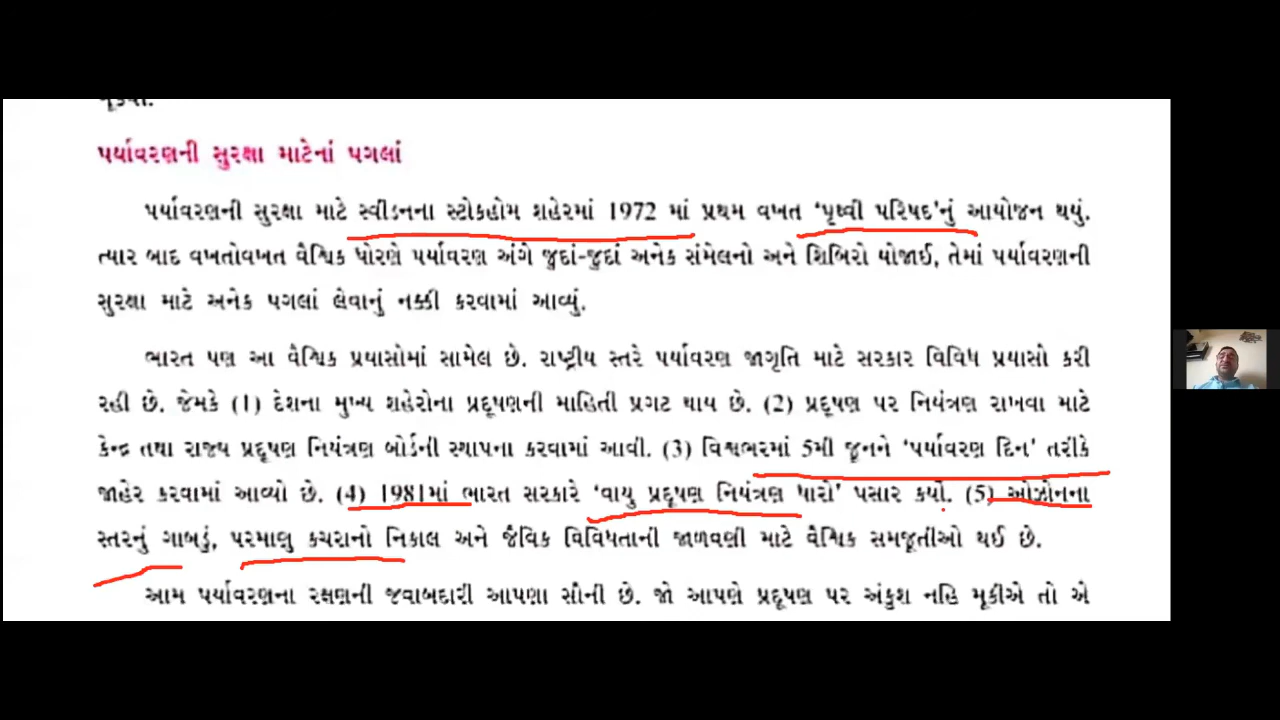 પર્યાવરણની સુરક્ષા માટેનાં પગલાં
પર્યાવરણની સુરક્ષા માટે સ્વીડનના સ્ટોકહોમ શહેરમાં 1972 માં પ્રથમ વખત ‘પૃથ્વી પરિષદ’નું આયોજન થયું.
ત્યાર બાદ વખતોવખત વૈશ્વિક ધોરણે પર્યાવરણ અંગે જુદાં-જુદાં અનેક સંમેલનો અને શિબિરો યોજાઈ, તેમાં પર્યાવરણની
સુરક્ષા માટે અનેક પગલાં લેવાનું નક્કી કરવામાં આવ્યું.
ભારત પણ આ વૈશ્વિક પ્રયાસોમાં સામેલ છે. રાષ્ટ્રીય સ્તરે પર્યાવરણ જાગૃતિ માટે સરકાર વિવિધ પ્રયાસો કરી
રહી છે. જેમકે (1) દેશના મુખ્ય શહેરોના પ્રદૂષણની માહિતી પ્રગટ થાય છે. (2) પ્રદૂષણ પર નિયંત્રણ રાખવા માટે
કેન્દ્ર તથા રાજ્ય પ્રદૂષણ નિયંત્રણ બોર્ડની સ્થાપના કરવામાં આવી. (3) વિશ્વભરમાં 5મી જૂનને ‘પર્યાવરણ દિન’ તરીકે
જાહેર કરવામાં આવ્યો છે. (4) 1981માં ભારત સરકારે ‘વાયુ પ્રદૂષણ નિયંત્રણ ધારો’ પસાર કર્યો. (5) ઓઝોનના
સ્તરનું ગાબડું, પરમાણુ કચરાનો નિકાલ અને જૈવિક વિવિધતાની જાળવણી માટે વૈશ્વિક સમજૂતીઓ થઈ છે.
આમ પર્યાવરણના રક્ષણની જવાબદારી આપણા સૌની છે. જો આપણે પ્રદૂષણ પર અંકુશ નહિ મૂકીએ તો એ